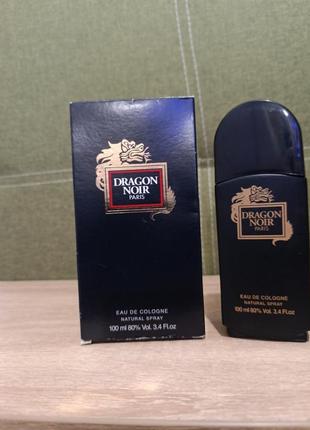 DRAGON
NOIR
PARIS
EAU DE COLOGNE
NATURAL SPRAY
100 ml 80% Vol. 3.4 Fl.oz
DRAGON
NOIR
PARIS
EAU DE COLOGNE
NATURAL SPRAY
100 ml 80% Vol. 3.4 Fl.oz